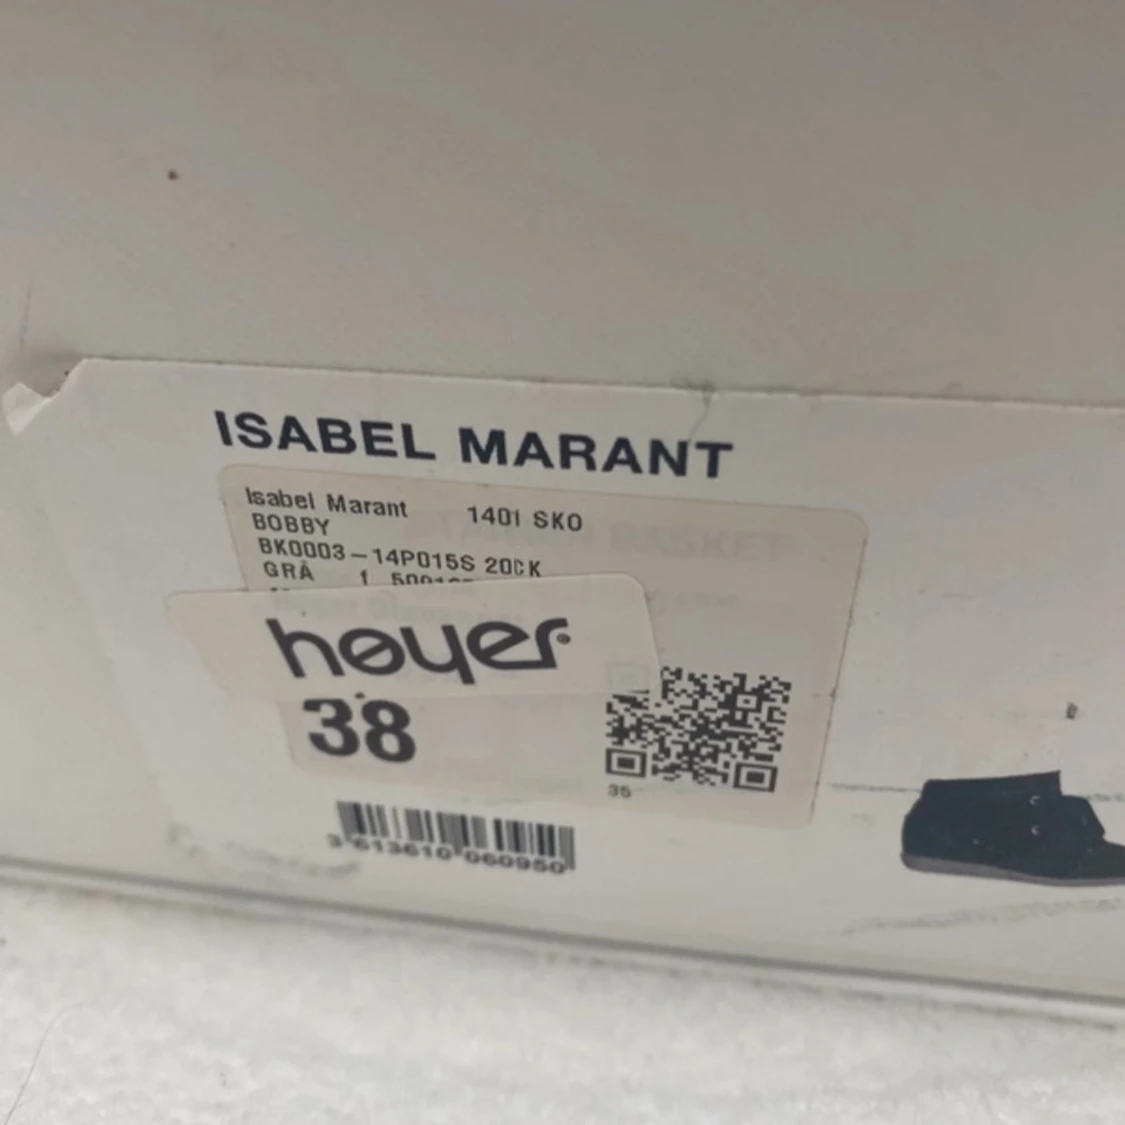 ISABEL MARANT
Isabel Marant 1401 SKO
BOBBY
BK0003-14P015S 20CK
GRÅ 1
høyer
38
35
3 613610 060950